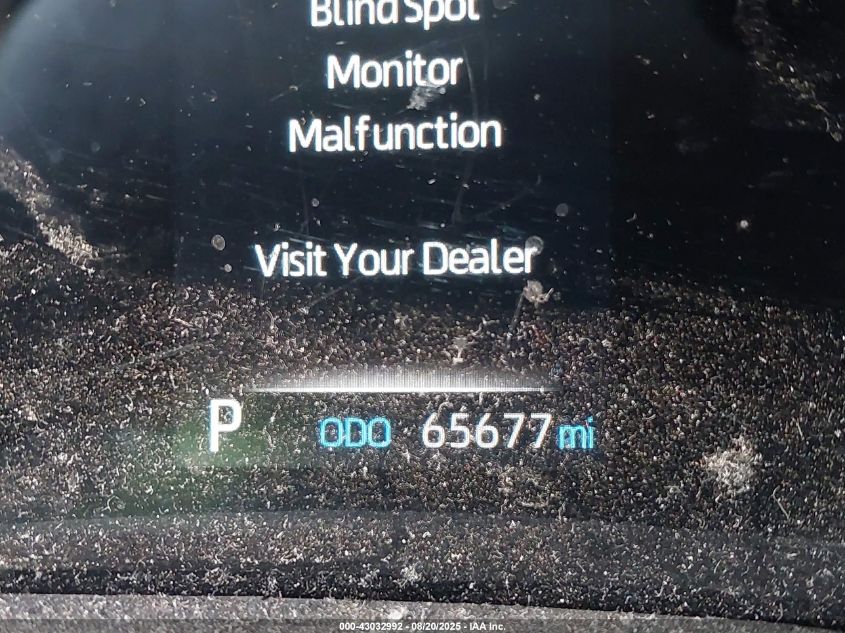 Blind Spot
Monitor
Malfunction
Visit Your Dealer
P ODO 65677 mi
000-43032992 - 08/20/2025 - IAA Inc.